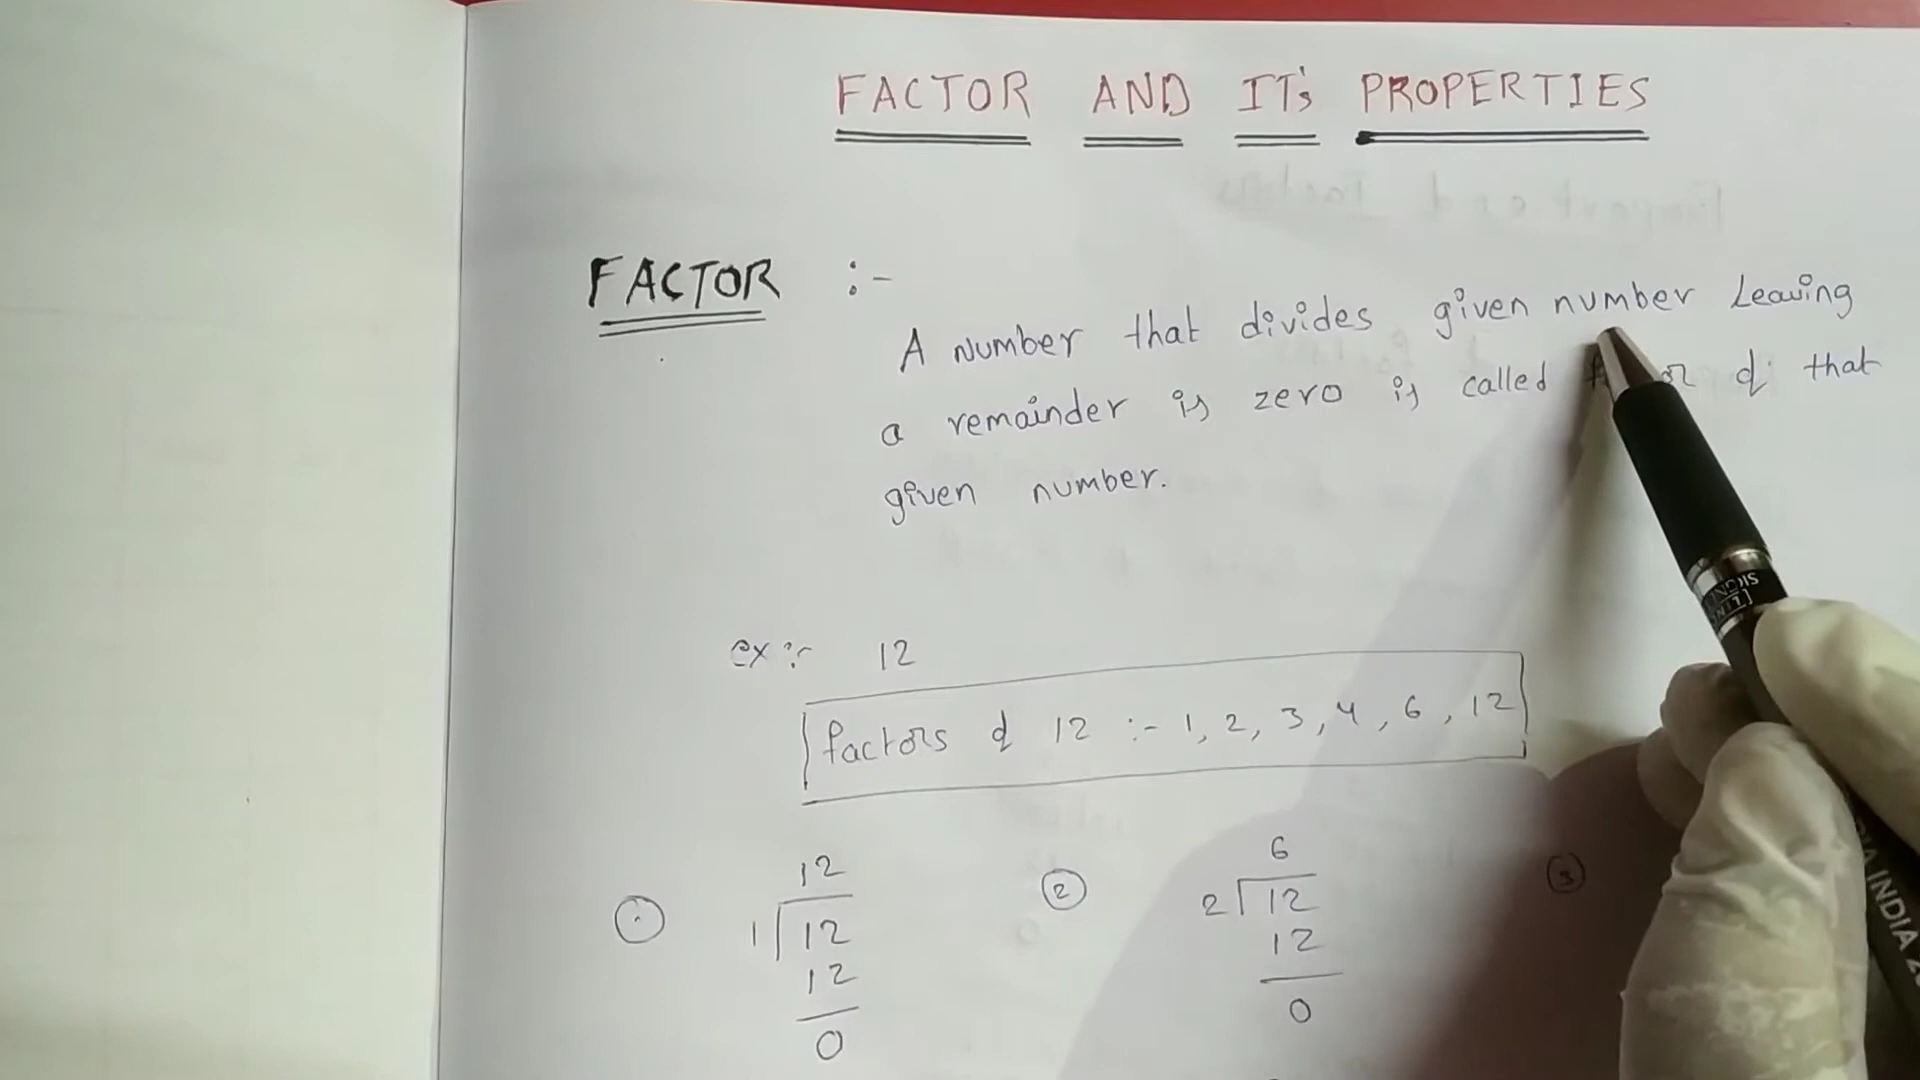 FACTOR AND IT's PROPERTIES
FACTOR :-
A number that divides given number Leaving
a remainder is zero is called of that
given number.
ex :- 12
factors of 12 :- 1, 2, 3, 4, 6, 12
12
1 12
12
0
2
6
2 12
12
0
3
INDIA